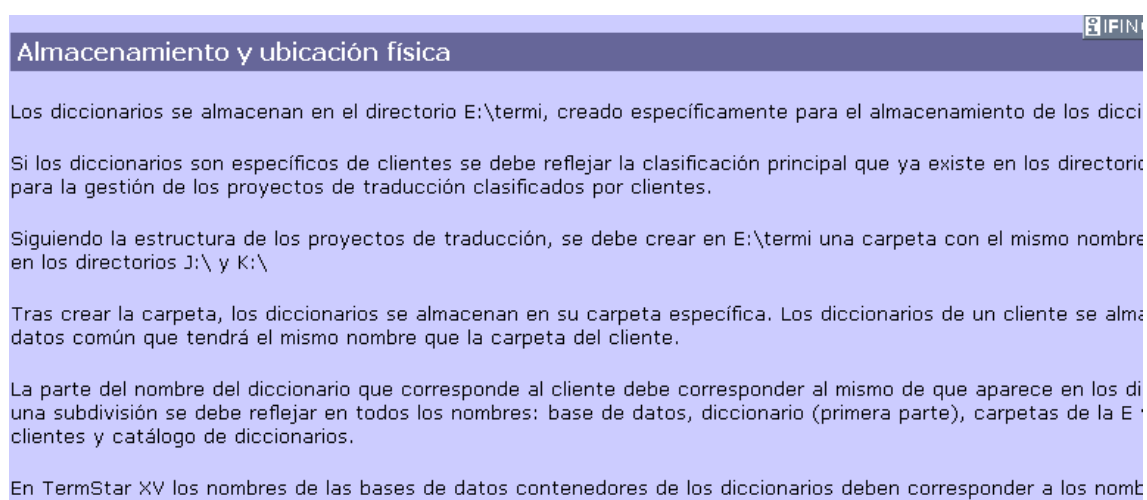 IFIN
Almacenamiento y ubicación física
Los diccionarios se almacenan en el directorio E:\termi, creado específicamente para el almacenamiento de los dicci
Si los diccionarios son específicos de clientes se debe reflejar la clasificación principal que ya existe en los directorio
para la gestión de los proyectos de traducción clasificados por clientes.
Siguiendo la estructura de los proyectos de traducción, se debe crear en E:\termi una carpeta con el mismo nombre
en los directorios J:\ y K:\
Tras crear la carpeta, los diccionarios se almacenan en su carpeta específica. Los diccionarios de un cliente se alma
datos común que tendrá el mismo nombre que la carpeta del cliente.
La parte del nombre del diccionario que corresponde al cliente debe corresponder al mismo de que aparece en los di
una subdivisión se debe reflejar en todos los nombres: base de datos, diccionario (primera parte), carpetas de la E
clientes y catálogo de diccionarios.
En TermStar XV los nombres de las bases de datos contenedores de los diccionarios deben corresponder a los nomb